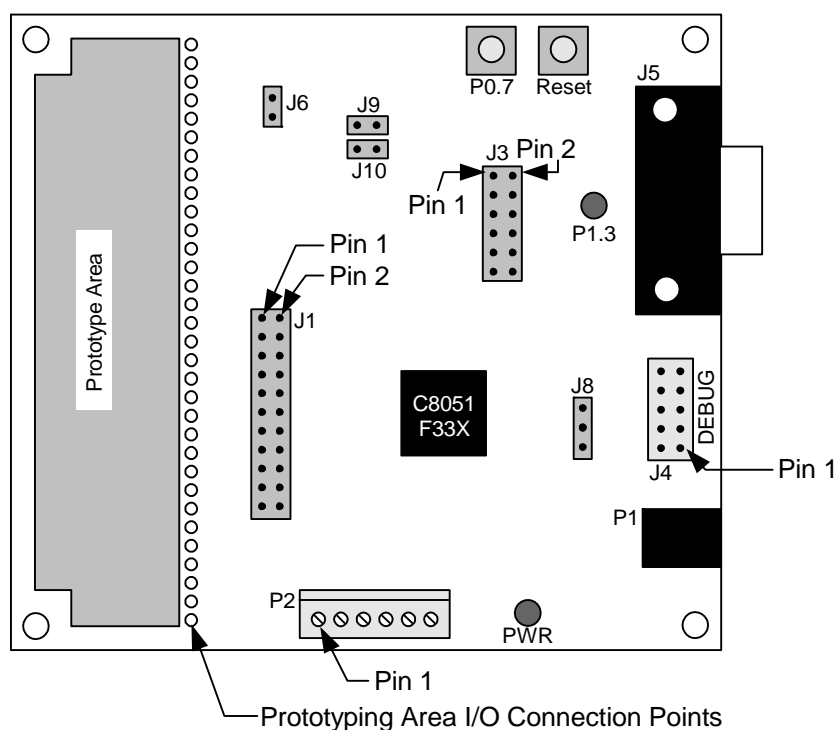 P0.7
Reset
J5
J6
J9
J10
J3
Pin 2
Pin 1
P1.3
Pin 1
Pin 2
J1
Prototype Area
C8051
F33X
J8
DEBUG
J4
Pin 1
P1
P2
PWR
Pin 1
Prototyping Area I/O Connection Points